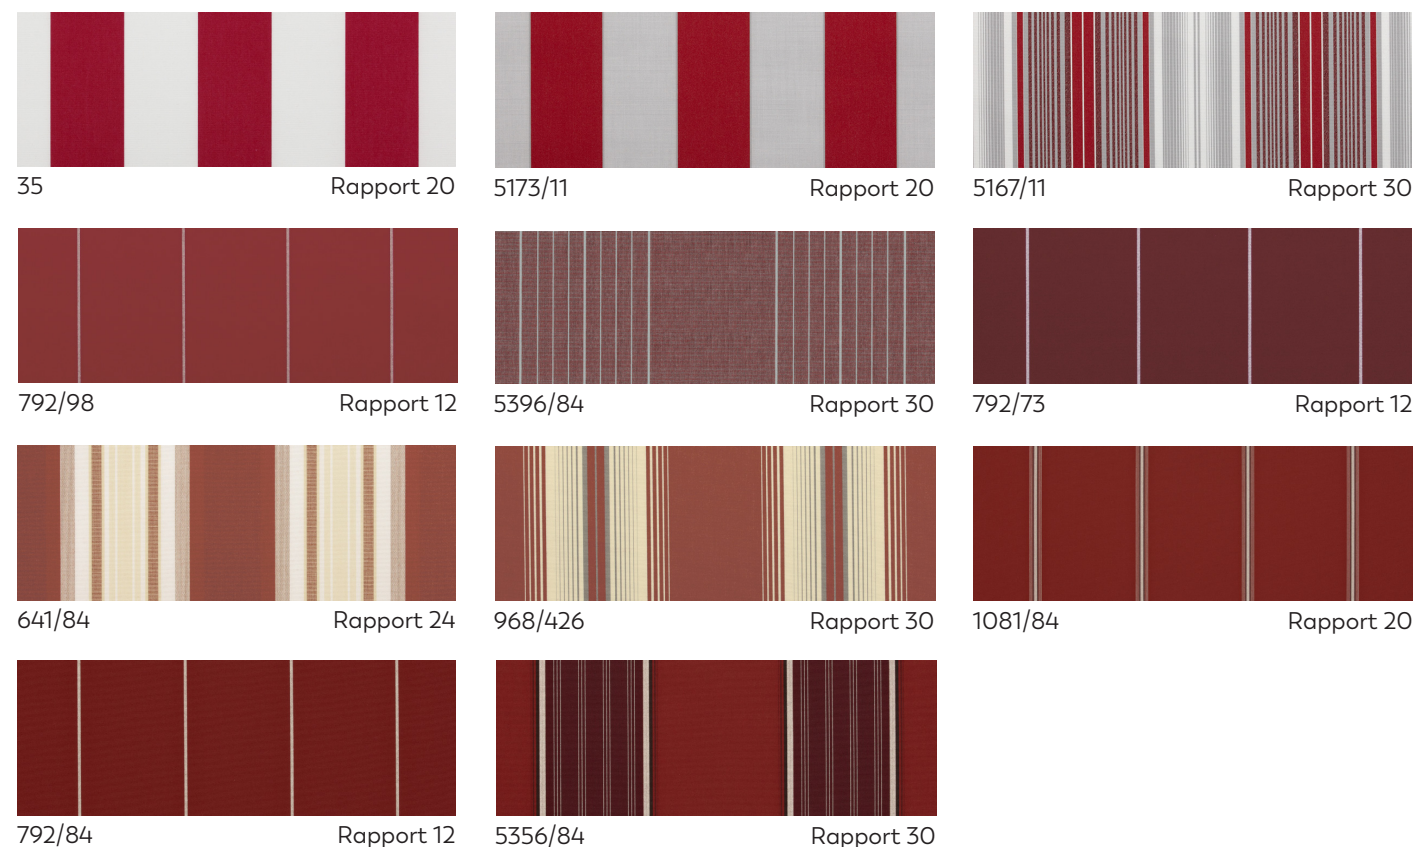 35 Rapport 20
5173/11 Rapport 20
5167/11 Rapport 30
792/98 Rapport 12
5396/84 Rapport 30
792/73 Rapport 12
641/84 Rapport 24
968/426 Rapport 30
1081/84 Rapport 20
792/84 Rapport 12
5356/84 Rapport 30